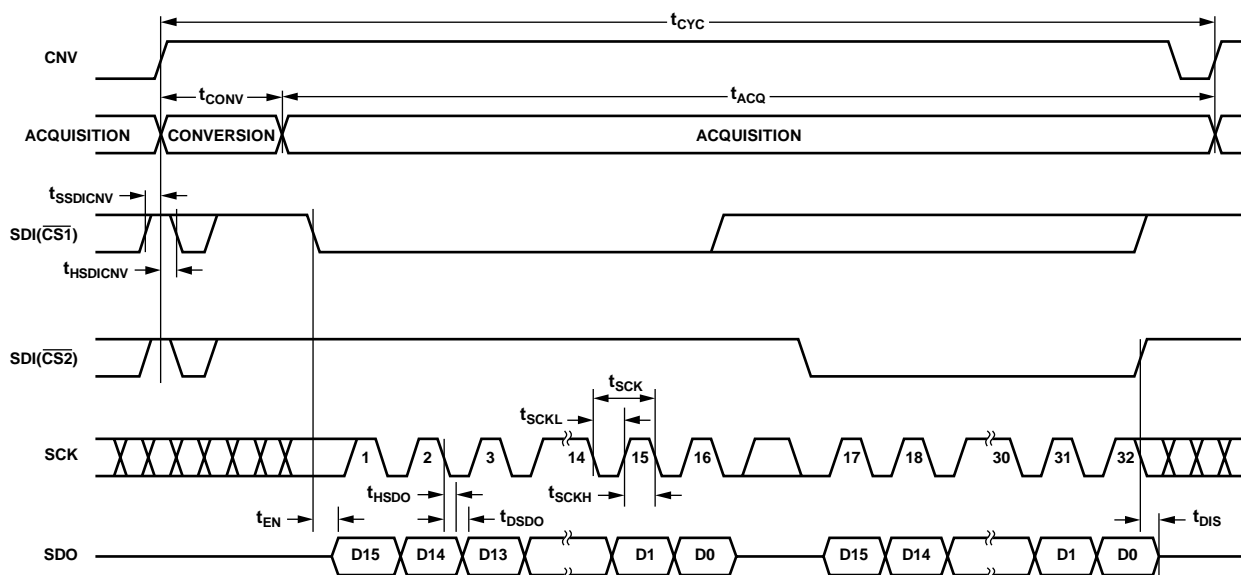 tCYC
CNV
tCONV
tACQ
ACQUISITION
CONVERSION
ACQUISITION
tSSDICNV
SDI(CS1)
tHSDICNV
SDI(CS2)
tSCK
tSCKL
SCK
1
2
3
14
15
16
17
18
30
31
32
tHSDO
tSCKH
tEN
tDSDO
tDIS
SDO
D15
D14
D13
D1
D0
D15
D14
D1
D0